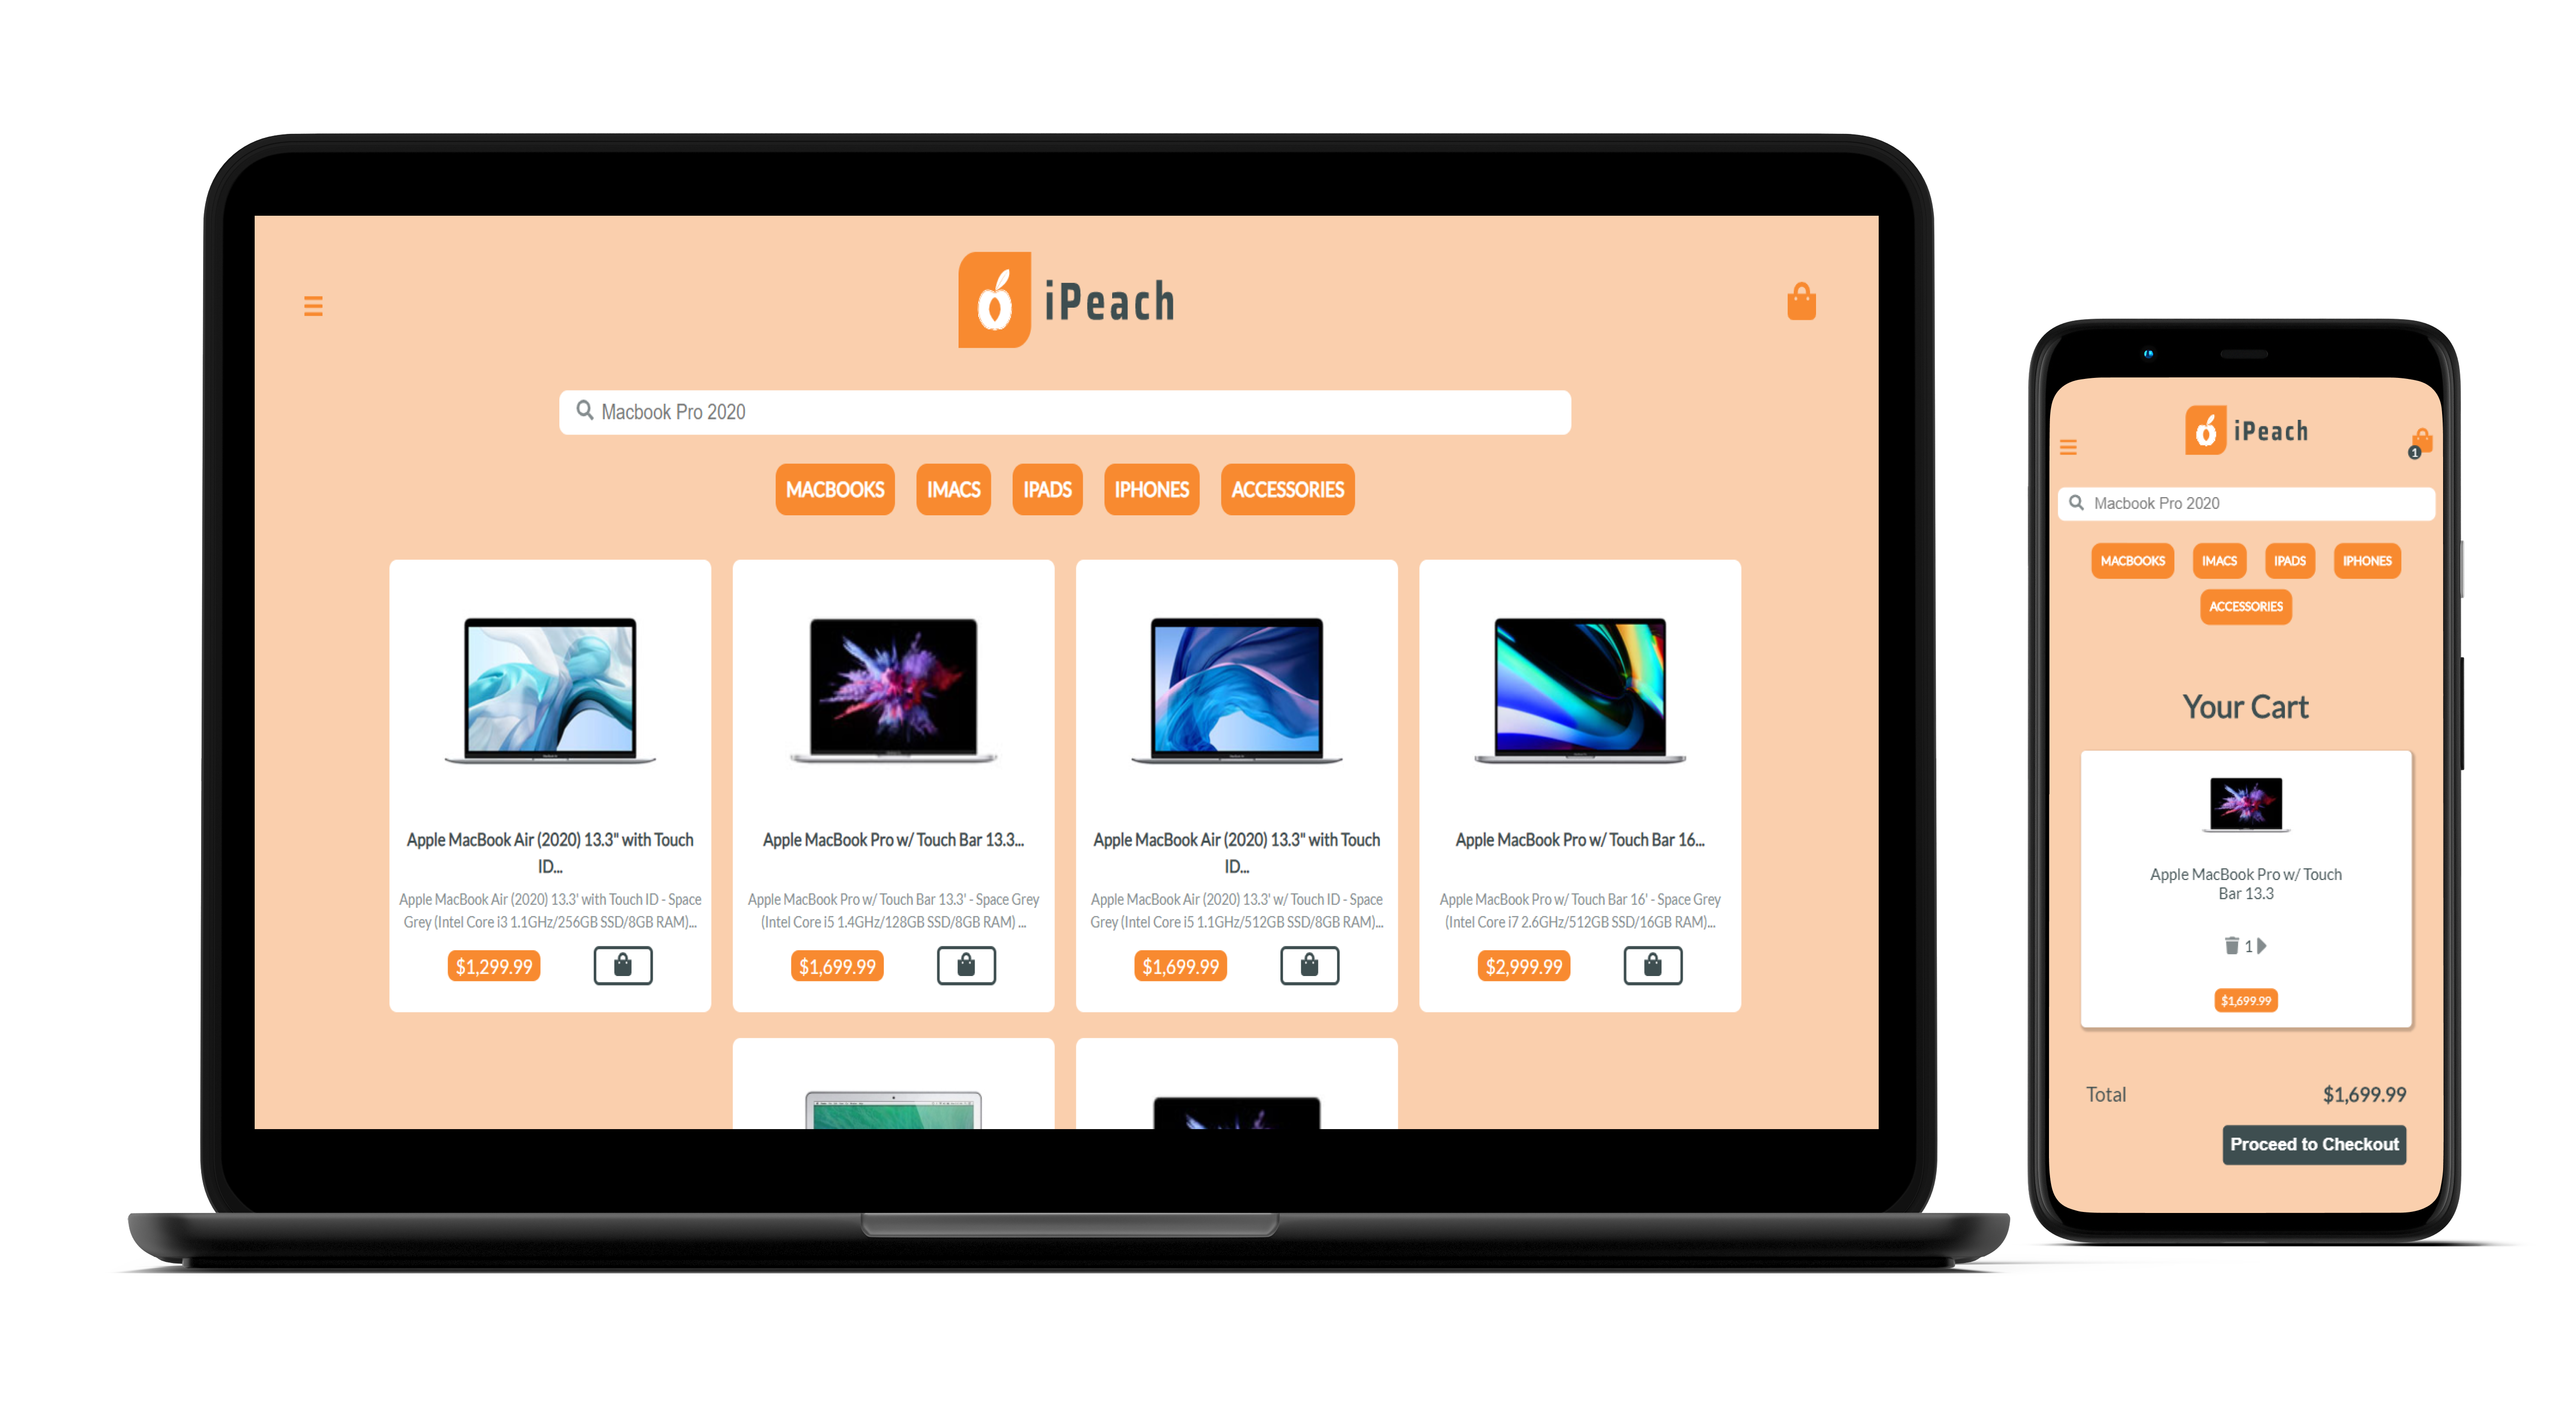 iPeach
Macbook Pro 2020
MACBOOKS
IMACS
IPADS
IPHONES
ACCESSORIES
Apple MacBook Air (2020) 13.3" with Touch
ID...
Apple MacBook Air (2020) 13.3' with Touch ID - Space
Grey (Intel Core i3 1.1GHz/256GB SSD/8GB RAM)...
$1,299.99
Apple MacBook Pro w/ Touch Bar 13.3...
Apple MacBook Pro w/ Touch Bar 13.3' - Space Grey
(Intel Core i5 1.4GHz/128GB SSD/8GB RAM) ...
$1,699.99
Apple MacBook Air (2020) 13.3" with Touch
ID...
Apple MacBook Air (2020) 13.3' w/ Touch ID - Space
Grey (Intel Core i5 1.1GHz/512GB SSD/8GB RAM)...
$1,699.99
Apple MacBook Pro w/ Touch Bar 16...
Apple MacBook Pro w/ Touch Bar 16' - Space Grey
(Intel Core i7 2.6GHz/512GB SSD/16GB RAM)...
$2,999.99
iPeach
1
Macbook Pro 2020
MACBOOKS
IMACS
IPADS
IPHONES
ACCESSORIES
Your Cart
Apple MacBook Pro w/ Touch
Bar 13.3
1
$1,699.99
Total
$1,699.99
Proceed to Checkout